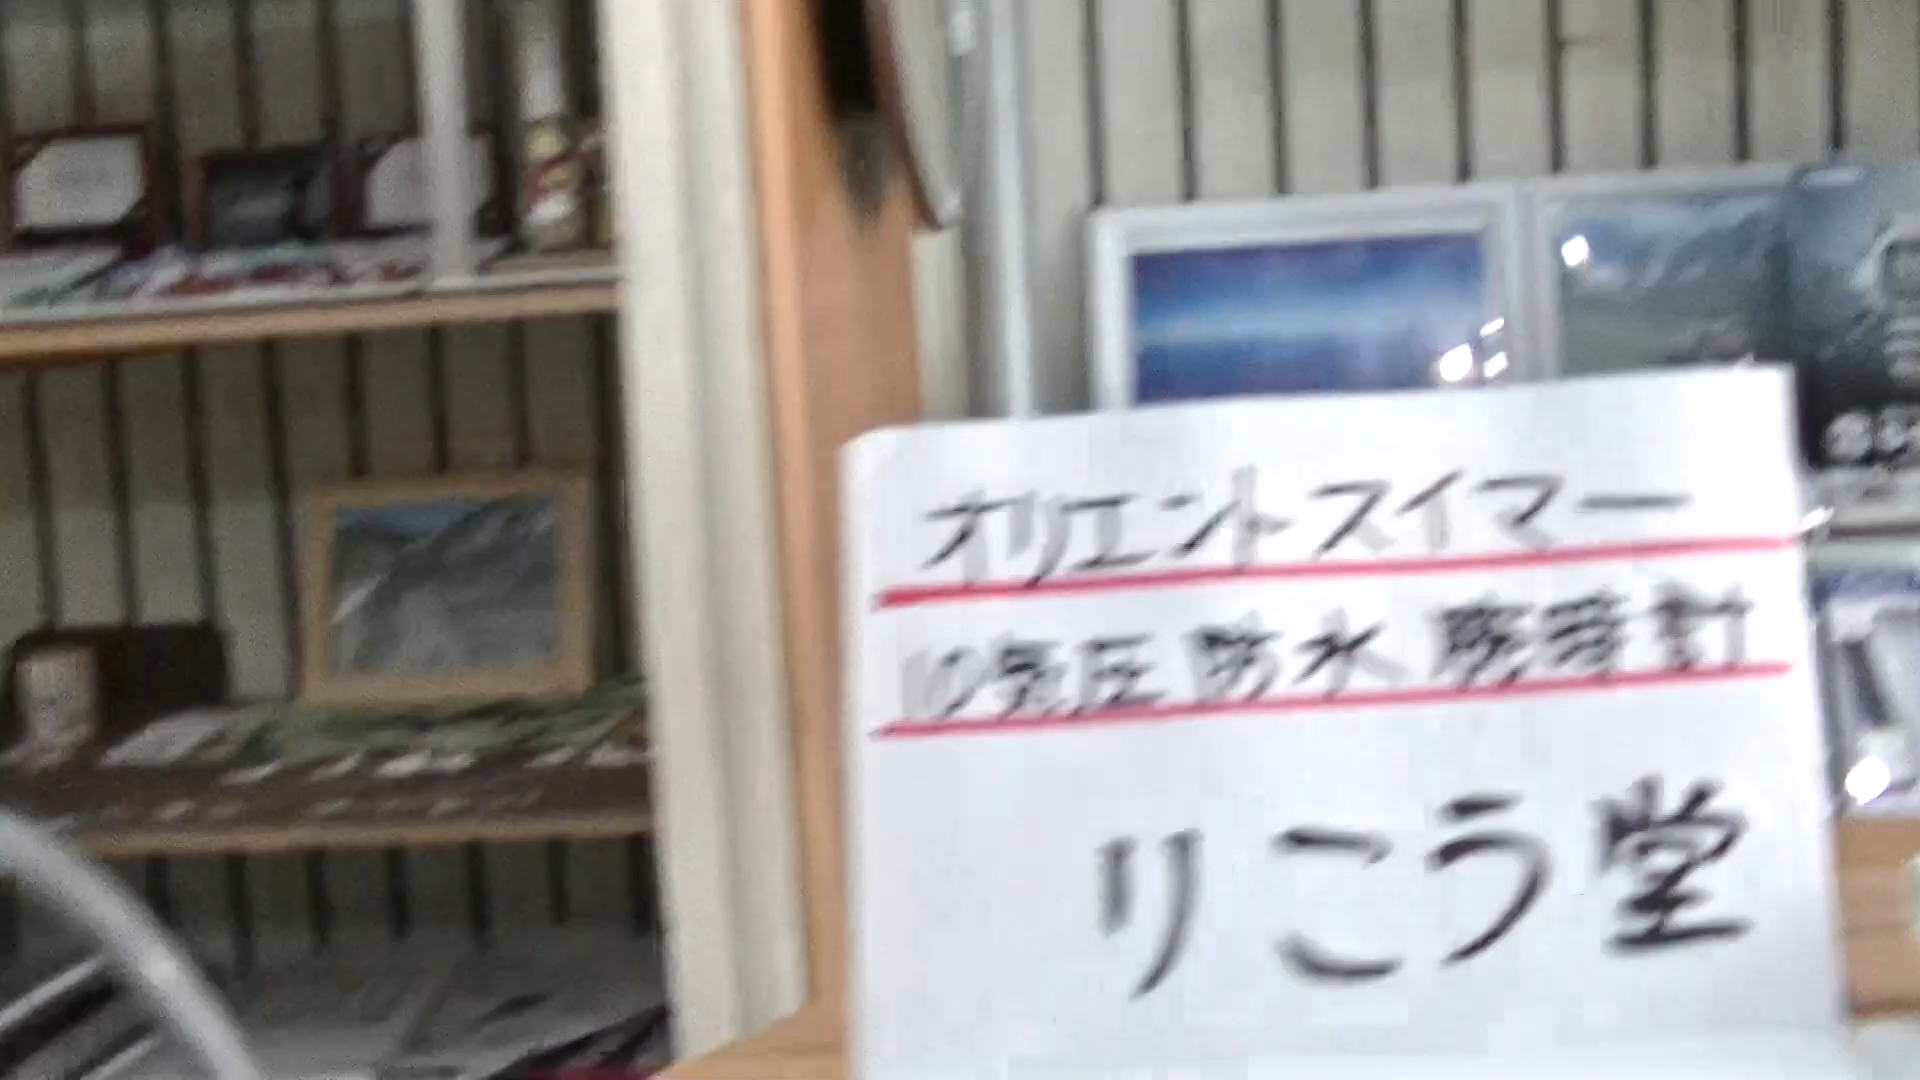 オリエントスイマー
10気圧防水腕時計
りこう堂